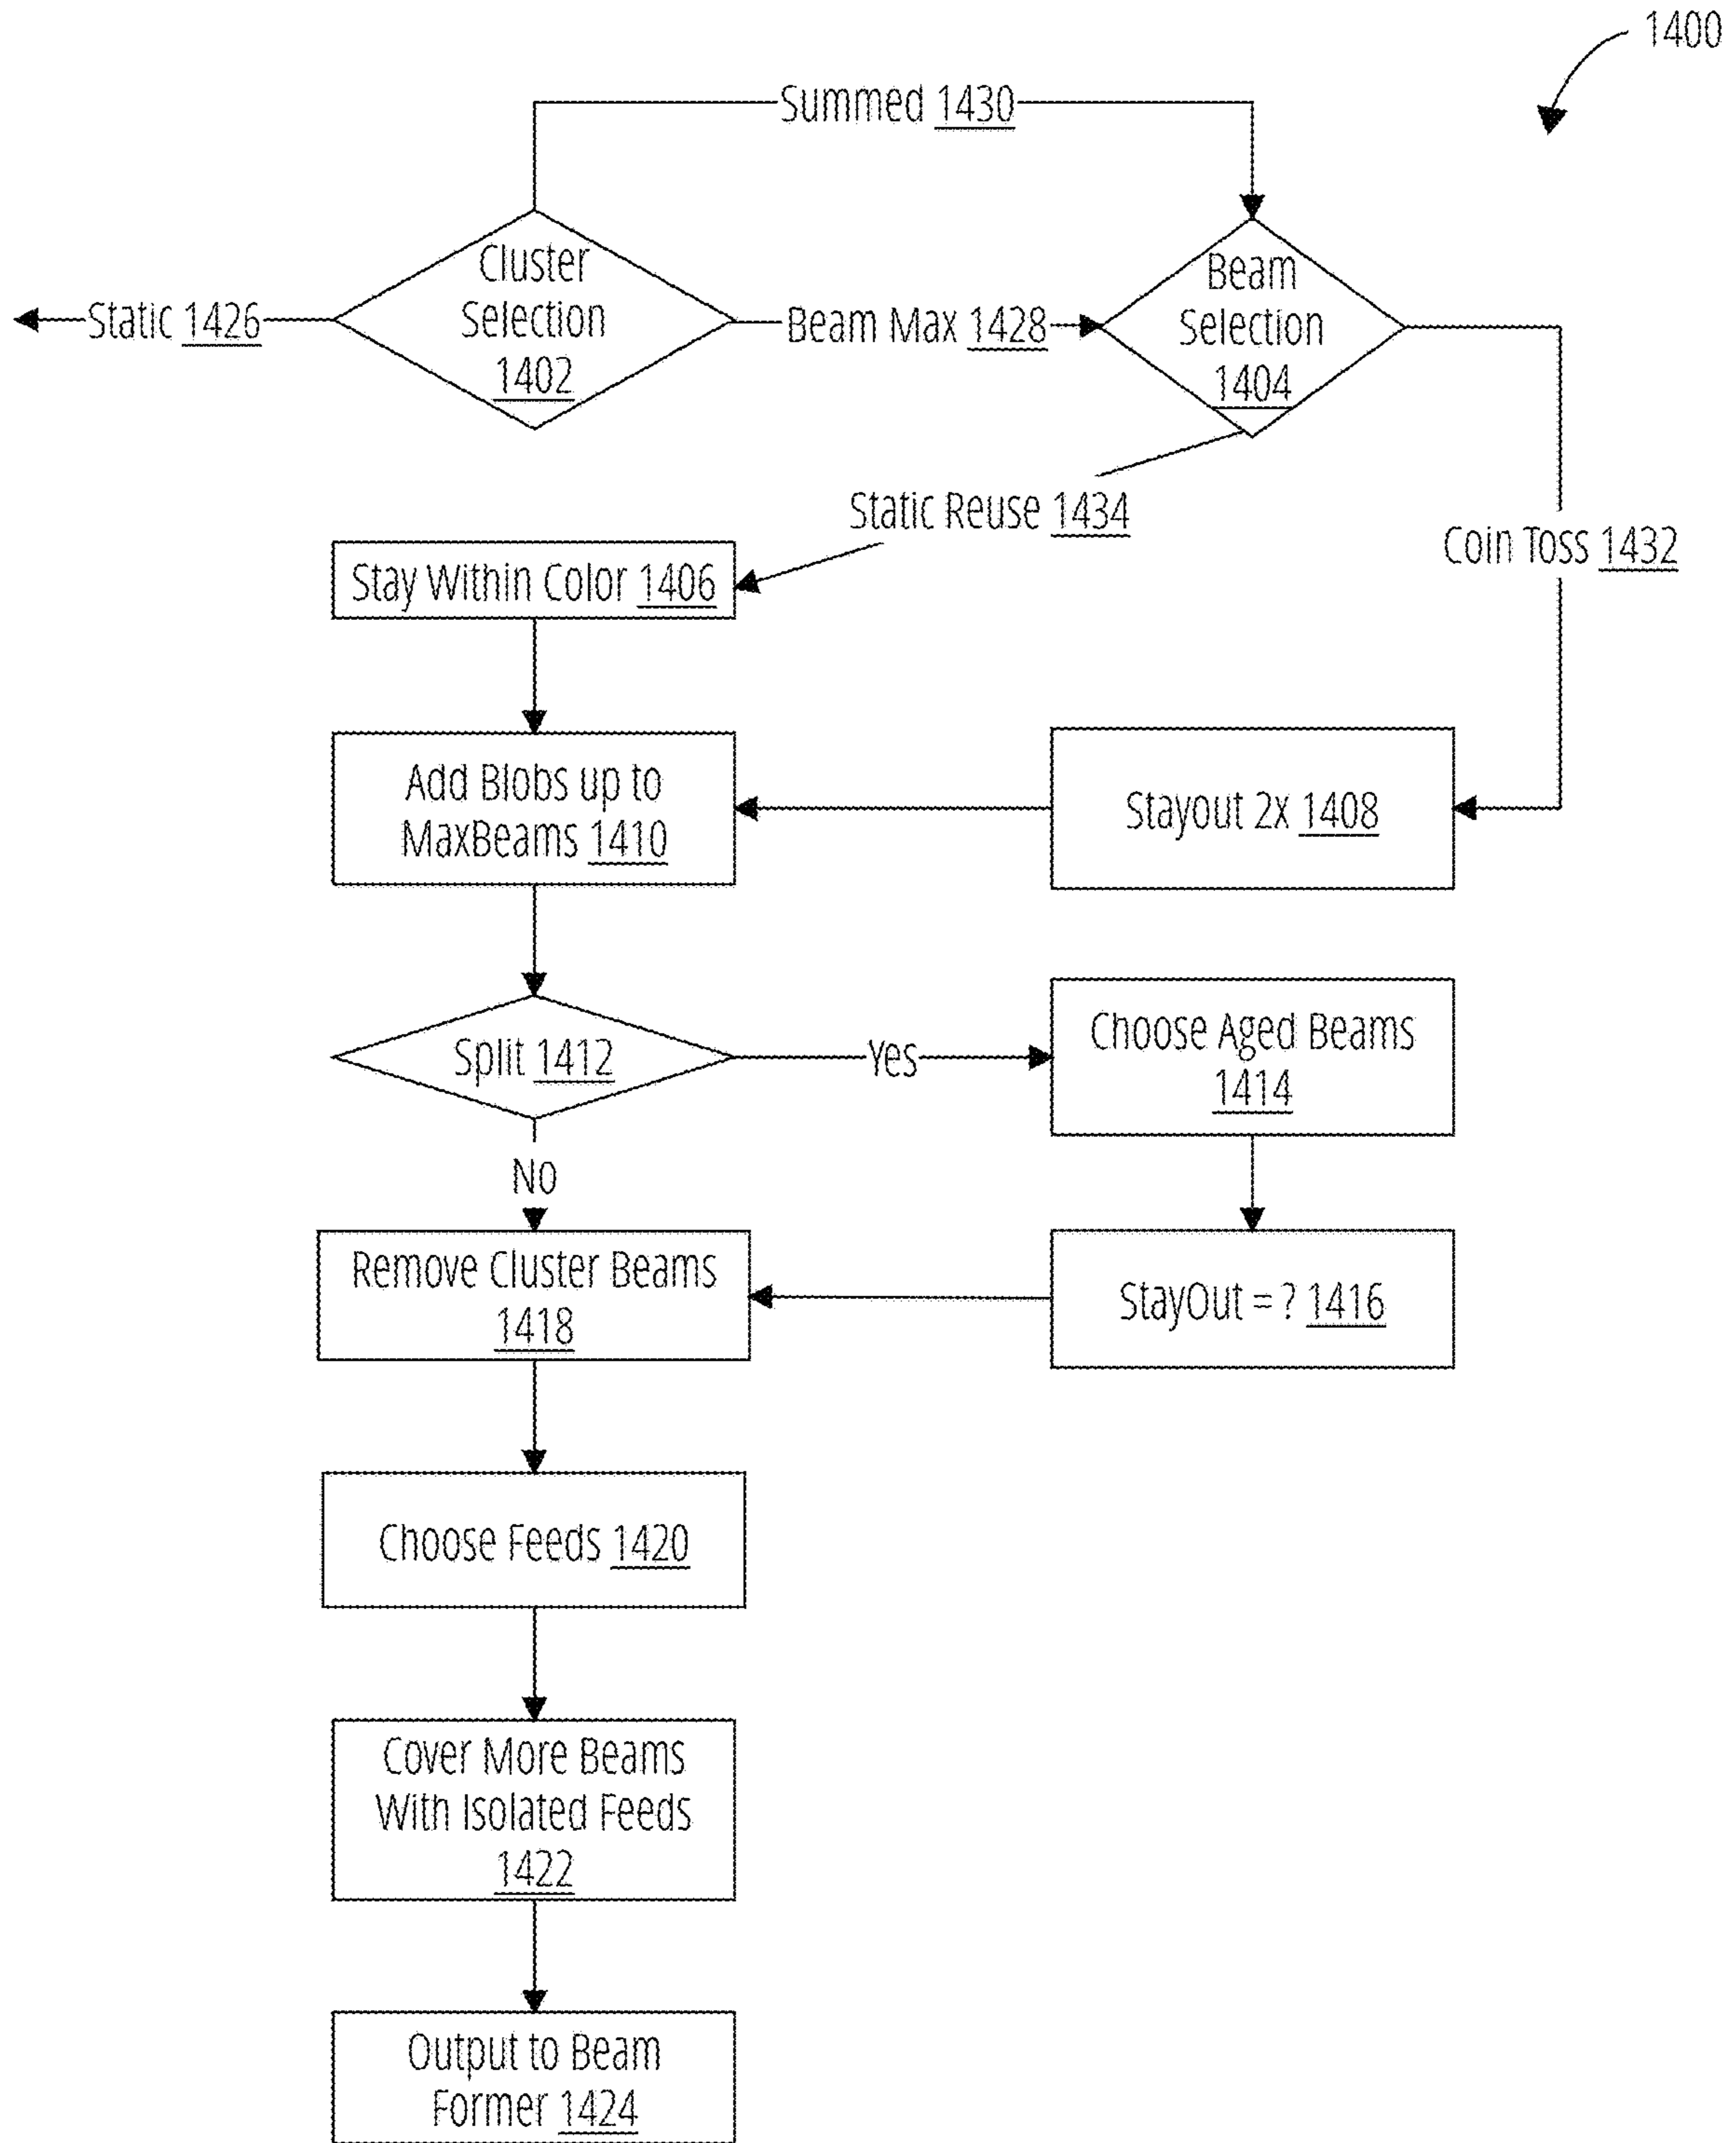 1400
Summed 1430
Cluster
Selection
1402
Beam
Selection
1404
Static 1426
Beam Max 1428
Static Reuse 1434
Coin Toss 1432
Stay Within Color 1406
Add Blobs up to
MaxBeams 1410
Stayout 2x 1408
Split 1412
Yes
Choose Aged Beams
1414
No
Remove Cluster Beams
1418
StayOut = ? 1416
Choose Feeds 1420
Cover More Beams
With Isolated Feeds
1422
Output to Beam
Former 1424